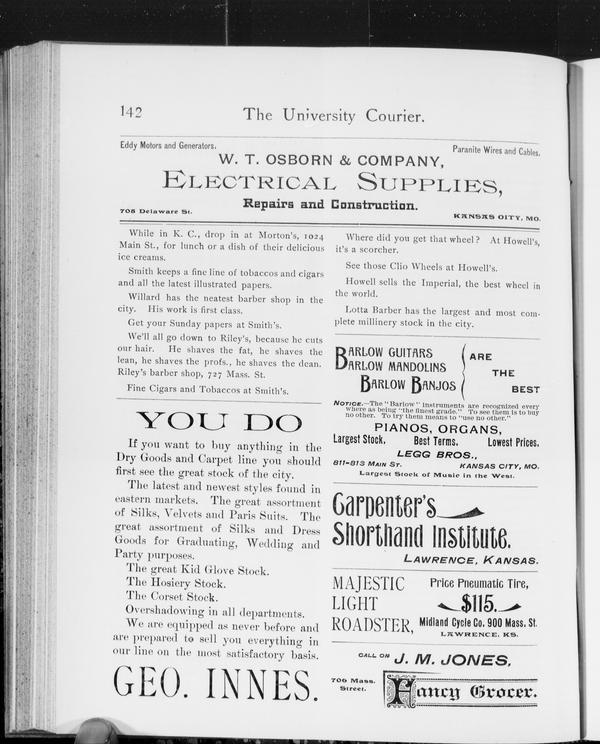 142
The University Courier.
Eddy Motors and Generators.
Paranite Wires and Cables.
W. T. OSBORN & COMPANY,
ELECTRICAL SUPPLIES,
Repairs and Construction.
708 Delaware St.
KANSAS CITY, MO.
While in K. C., drop in at Morton's, 1024
Main St., for lunch or a dish of their delicious
ice creams.
Smith keeps a fine line of tobaccos and cigars
and all the latest illustrated papers.
Willard has the neatest barber shop in the
city. His work is first class.
Get your Sunday papers at Smith's.
We'll all go down to Riley's, because he cuts
our hair. He shaves the fat, he shaves the
lean, he shaves the profs., he shaves the dean.
Riley's barber shop, 727 Mass. St.
Fine Cigars and Tobaccos at Smith's.
YOU DO
If you want to buy anything in the
Dry Goods and Carpet line you should
first see the great stock of the city.
The latest and newest styles found in
eastern markets. The great assortment
of Silks, Velvets and Paris Suits. The
great assortment of Silks and Dress
Goods for Graduating, Wedding and
Party purposes.
The great Kid Glove Stock.
The Hosiery Stock.
The Corset Stock.
Overshadowing in all departments.
We are equipped as never before and
are prepared to sell you everything in
our line on the most satisfactory basis.
GEO. INNES.
Where did you get that wheel? At Howell's,
it's a scorcher.
See those Clio Wheels at Howell's.
Howell sells the Imperial, the best wheel in
the world.
Lotta Barber has the largest and most com-
plete millinery stock in the city.
BARLOW GUITARS
BARLOW MANDOLINS
BARLOW BANJOS
ARE
THE
BEST
NOTICE.—The "Barlow" instruments are recognized every
where as being "the finest grade." To see them is to buy
no other. To try them means to "use no other."
PIANOS, ORGANS,
Largest Stock. Best Terms. Lowest Prices.
LEGG BROS.,
811-813 MAIN ST. KANSAS CITY, MO.
Largest Stock of Music in the West.
Carpenter's
Shorthand Institute.
LAWRENCE, KANSAS.
MAJESTIC
LIGHT
ROADSTER,
Price Pneumatic Tire,
$115.
Midland Cycle Co. 900 Mass. St.
LAWRENCE, KS.
CALL ON J. M. JONES,
706 Mass.
Street.
Fancy Grocer.